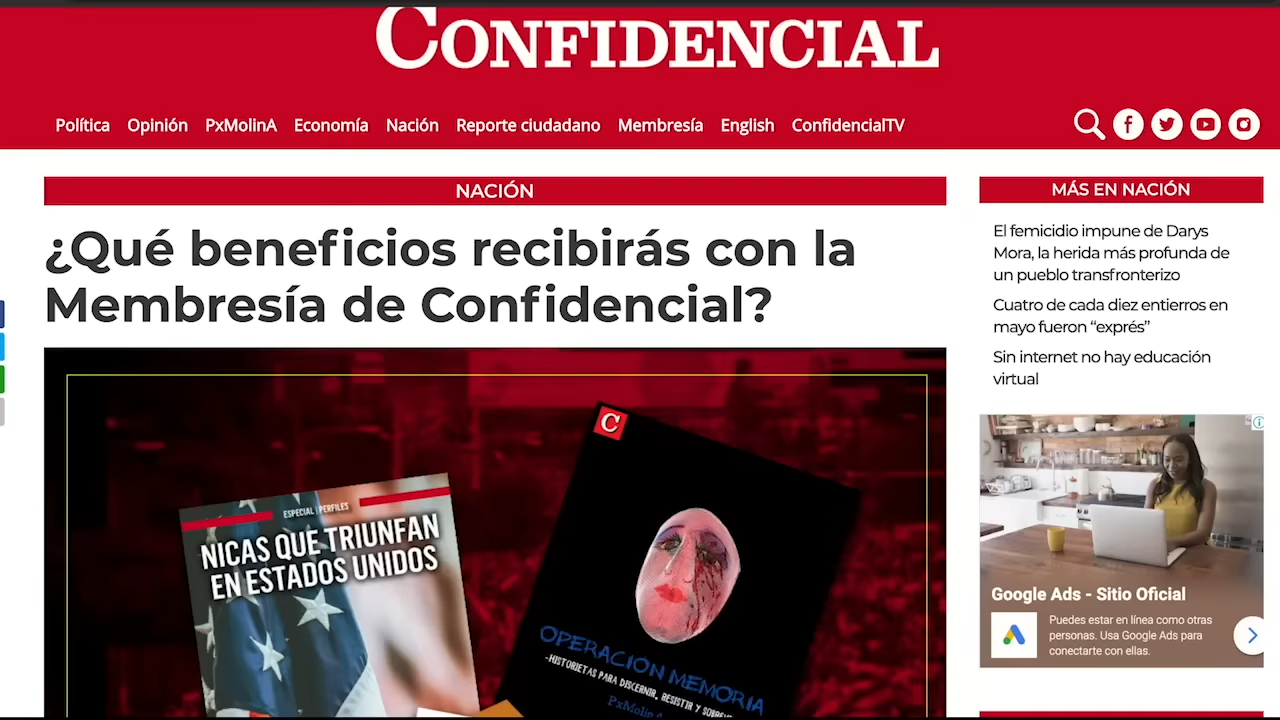 CONFIDENCIAL
Política Opinión PxMolinA Economía Nación Reporte ciudadano Membresía English ConfidencialTV
NACIÓN
¿Qué beneficios recibirás con la
Membresía de Confidencial?
C
ESPECIAL | PERFILES
NICAS QUE TRIUNFAN
EN ESTADOS UNIDOS
OPERACIÓN MEMORIA
-HISTORIETAS PARA DISCERNIR, RESISTIR Y
MÁS EN NACIÓN
El femicidio impune de Darys
Mora, la herida más profunda de
un pueblo transfronterizo
Cuatro de cada diez entierros en
mayo fueron “exprés”
Sin internet no hay educación
virtual
Google Ads - Sitio Oficial
Puedes estar en línea como otras
personas. Usa Google Ads para
conectarte con ellas.